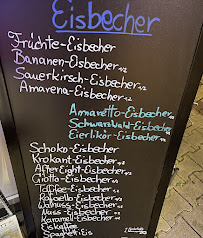 Eisbecher
Früchte-Eisbecher
Bananen-Eisbecher
Sauerkirsch-Eisbecher
Amarena-Eisbecher
Amaretto-Eisbecher
Schwarzwald-Eisbecher
Eierlikör-Eisbecher
Schoko-Eisbecher
Krokant-Eisbecher
After Eight-Eisbecher
Giotto-Eisbecher
Toffee-Eisbecher
Rafaello-Eisbecher
Walnuss-Eisbecher
Nuss-Eisbecher
Karamell-Eisbecher
Eiskaffee
Spaghetti-Eis